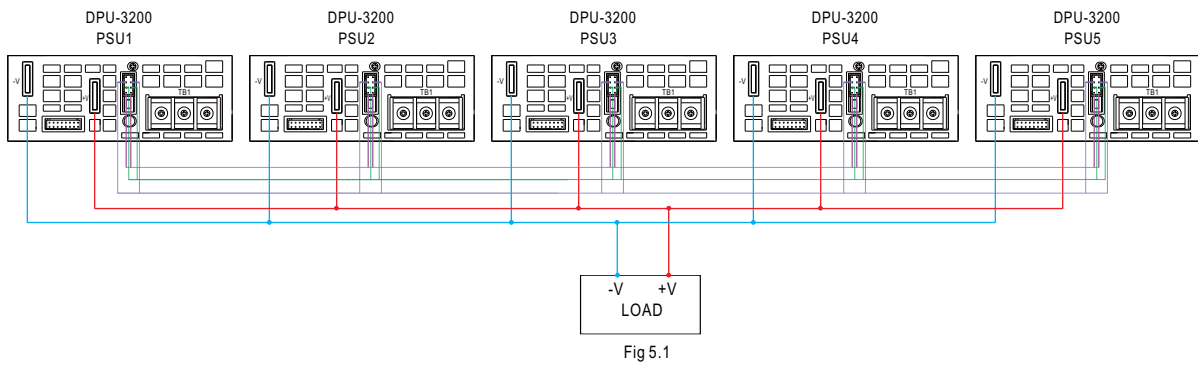 DPU-3200 DPU-3200 DPU-3200 DPU-3200 DPU-3200
PSU1 PSU2 PSU3 PSU4 PSU5
-V +V TB1 -V +V TB1 -V +V TB1 -V +V TB1 -V +V TB1
-V +V
LOAD
Fig 5.1